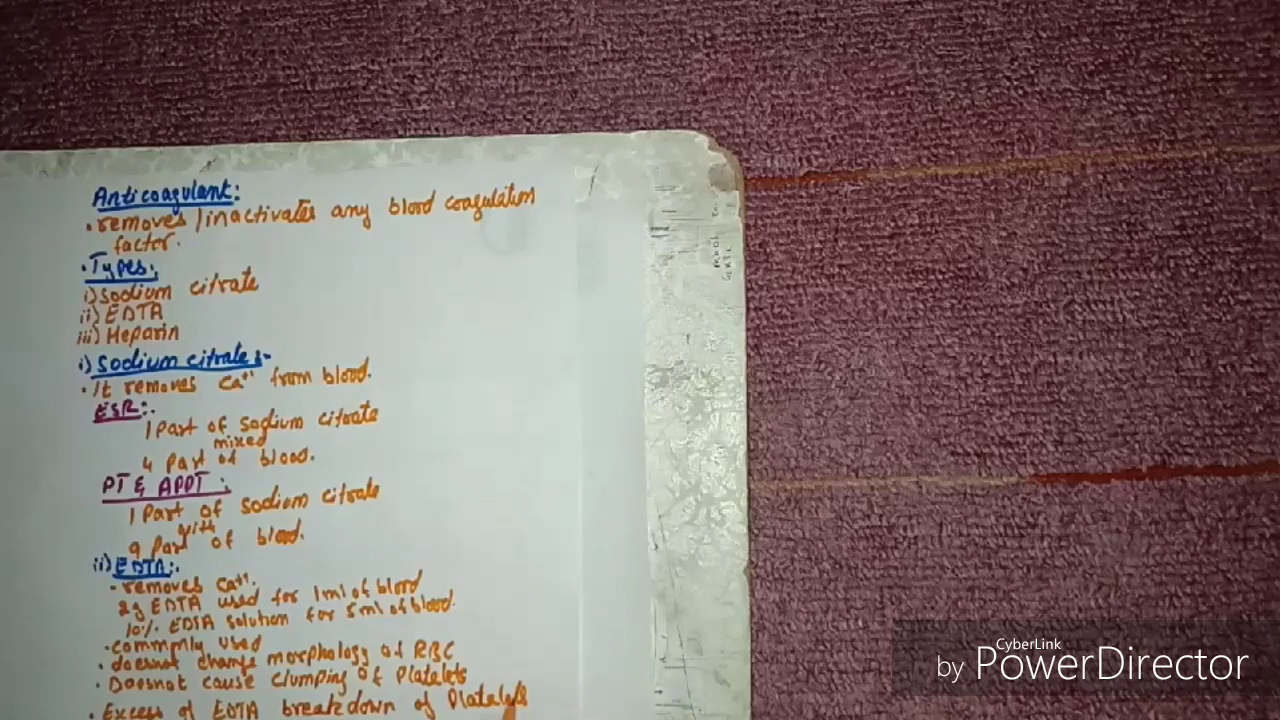 Anticoagulant:
• removes/inactivates any blood coagulation
factor.
• Types:
i) Sodium citrate
ii) EDTA
iii) Heparin
i) Sodium citrate:-
• It removes Ca++ from blood.
ESR:-
1 Part of sodium citrate
mixed
4 part of blood.
PT & APPT:
1 Part of sodium citrate
with
9 part of blood.
ii) EDTA:-
- removes Ca++.
2g EDTA used for 1ml of blood
10% EDTA solution for 5ml of blood.
• commonly used
• doesnot change morphology of RBC
• Doesnot cause clumping of Platelets
• Excess of EDTA breakdown of Platelets
CyberLink
by PowerDirector